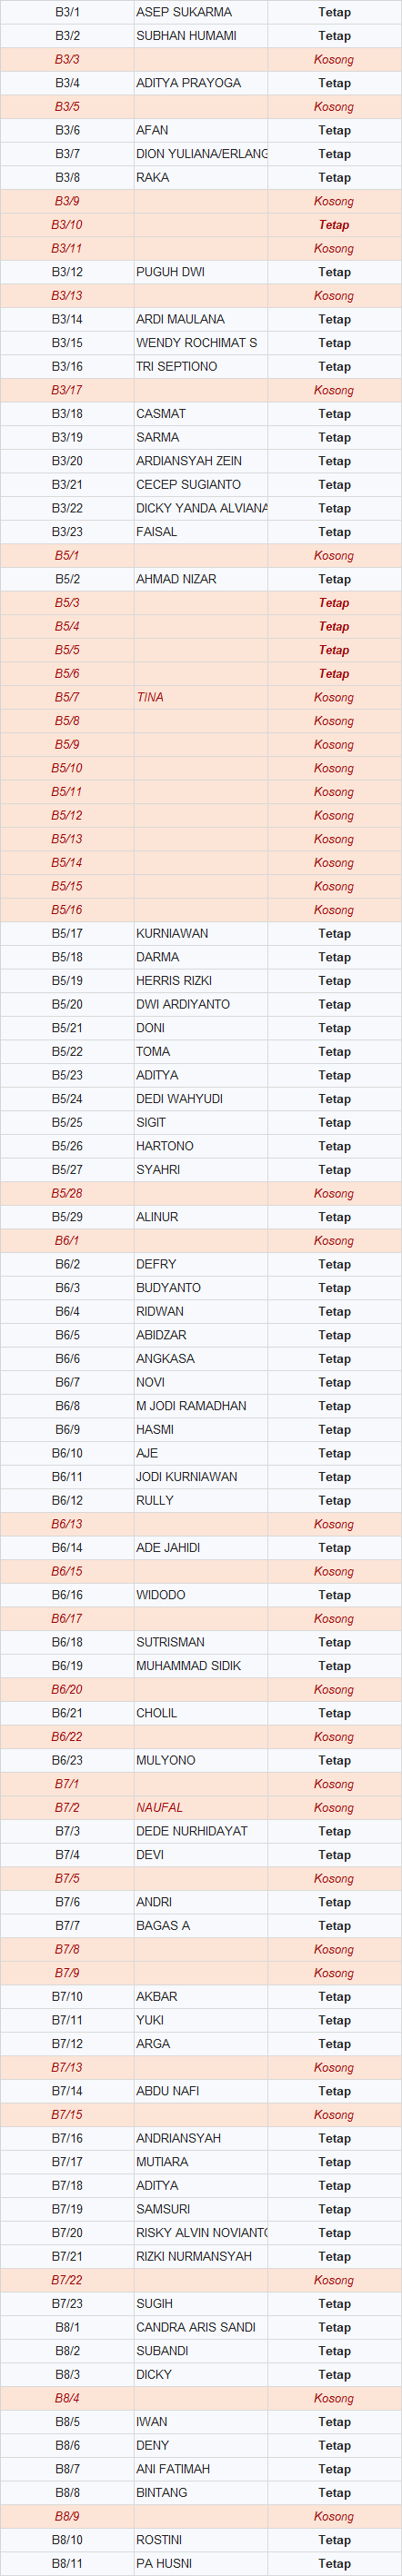 B3/1 ASEP SUKARMA Tetap
B3/2 SUBHAN HUMAMI Tetap
B3/3 Kosong
B3/4 ADITYA PRAYOGA Tetap
B3/5 Kosong
B3/6 AFAN Tetap
B3/7 DION YULIANA/ERLANG Tetap
B3/8 RAKA Tetap
B3/9 Kosong
B3/10 Tetap
B3/11 Kosong
B3/12 PUGUH DWI Tetap
B3/13 Kosong
B3/14 ARDI MAULANA Tetap
B3/15 WENDY ROCHIMAT S Tetap
B3/16 TRI SEPTIONO Tetap
B3/17 Kosong
B3/18 CASMAT Tetap
B3/19 SARMA Tetap
B3/20 ARDIANSYAH ZEIN Tetap
B3/21 CECEP SUGIANTO Tetap
B3/22 DICKY YANDA ALVIANA Tetap
B3/23 FAISAL Tetap
B5/1 Kosong
B5/2 AHMAD NIZAR Tetap
B5/3 Tetap
B5/4 Tetap
B5/5 Tetap
B5/6 Tetap
B5/7 TINA Kosong
B5/8 Kosong
B5/9 Kosong
B5/10 Kosong
B5/11 Kosong
B5/12 Kosong
B5/13 Kosong
B5/14 Kosong
B5/15 Kosong
B5/16 Kosong
B5/17 KURNIAWAN Tetap
B5/18 DARMA Tetap
B5/19 HERRIS RIZKI Tetap
B5/20 DWI ARDIYANTO Tetap
B5/21 DONI Tetap
B5/22 TOMA Tetap
B5/23 ADITYA Tetap
B5/24 DEDI WAHYUDI Tetap
B5/25 SIGIT Tetap
B5/26 HARTONO Tetap
B5/27 SYAHRI Tetap
B5/28 Kosong
B5/29 ALINUR Tetap
B6/1 Kosong
B6/2 DEFRY Tetap
B6/3 BUDYANTO Tetap
B6/4 RIDWAN Tetap
B6/5 ABIDZAR Tetap
B6/6 ANGKASA Tetap
B6/7 NOVI Tetap
B6/8 M JODI RAMADHAN Tetap
B6/9 HASMI Tetap
B6/10 AJE Tetap
B6/11 JODI KURNIAWAN Tetap
B6/12 RULLY Tetap
B6/13 Kosong
B6/14 ADE JAHIDI Tetap
B6/15 Kosong
B6/16 WIDODO Tetap
B6/17 Kosong
B6/18 SUTRISMAN Tetap
B6/19 MUHAMMAD SIDIK Tetap
B6/20 Kosong
B6/21 CHOLIL Tetap
B6/22 Kosong
B6/23 MULYONO Tetap
B7/1 Kosong
B7/2 NAUFAL Kosong
B7/3 DEDE NURHIDAYAT Tetap
B7/4 DEVI Tetap
B7/5 Kosong
B7/6 ANDRI Tetap
B7/7 BAGAS A Tetap
B7/8 Kosong
B7/9 Kosong
B7/10 AKBAR Tetap
B7/11 YUKI Tetap
B7/12 ARGA Tetap
B7/13 Kosong
B7/14 ABDU NAFI Tetap
B7/15 Kosong
B7/16 ANDRIANSYAH Tetap
B7/17 MUTIARA Tetap
B7/18 ADITYA Tetap
B7/19 SAMSURI Tetap
B7/20 RISKY ALVIN NOVIANTO Tetap
B7/21 RIZKI NURMANSYAH Tetap
B7/22 Kosong
B7/23 SUGIH Tetap
B8/1 CANDRA ARIS SANDI Tetap
B8/2 SUBANDI Tetap
B8/3 DICKY Tetap
B8/4 Kosong
B8/5 IWAN Tetap
B8/6 DENY Tetap
B8/7 ANI FATIMAH Tetap
B8/8 BINTANG Tetap
B8/9 Kosong
B8/10 ROSTINI Tetap
B8/11 PA HUSNI Tetap